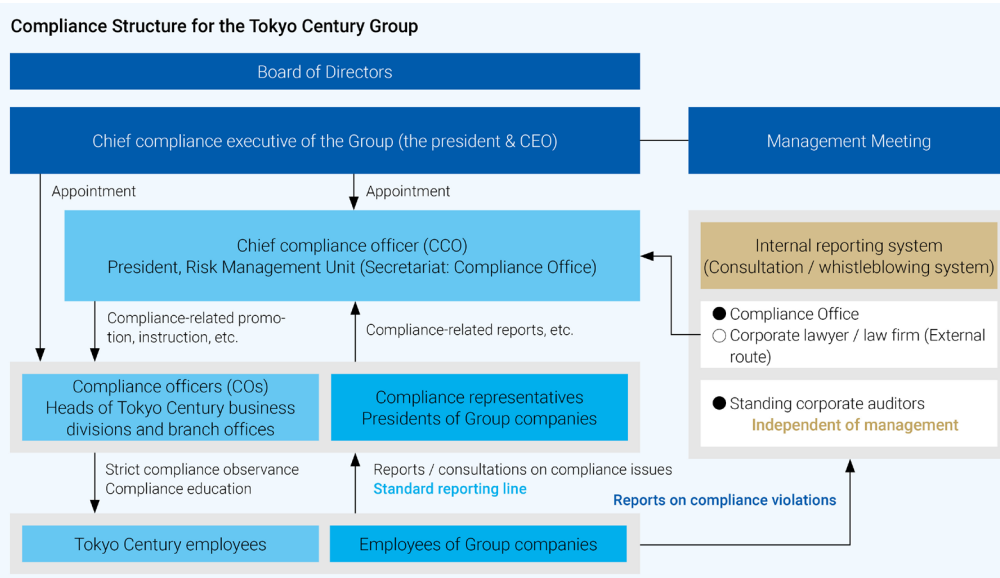 Compliance Structure for the Tokyo Century Group
Board of Directors
Chief compliance executive of the Group (the president & CEO)
Management Meeting
Appointment
Appointment
Chief compliance officer (CCO)
President, Risk Management Unit (Secretariat: Compliance Office)
Internal reporting system
(Consultation / whistleblowing system)
● Compliance Office
○ Corporate lawyer / law firm (External
route)
Compliance-related promo-
tion, instruction, etc.
Compliance-related reports, etc.
Compliance officers (COs)
Heads of Tokyo Century business
divisions and branch offices
Compliance representatives
Presidents of Group companies
● Standing corporate auditors
Independent of management
Strict compliance observance
Compliance education
Reports / consultations on compliance issues
Standard reporting line
Reports on compliance violations
Tokyo Century employees
Employees of Group companies